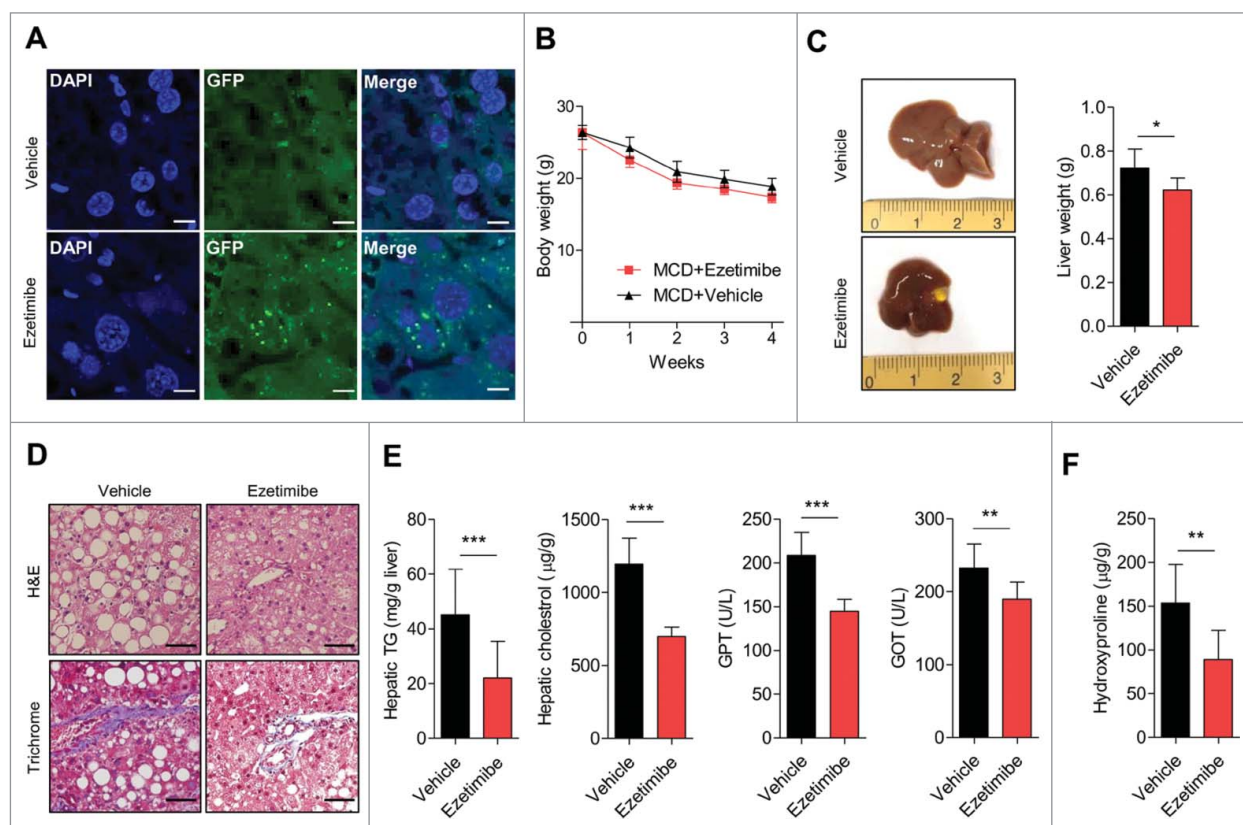 A
DAPI
GFP
Merge
Vehicle
DAPI
GFP
Merge
Ezetimibe
B
Body weight (g)
30
20
10
0
1
2
3
4
Weeks
MCD+Ezetimibe
MCD+Vehicle
C
Vehicle
0 1 2 3
Ezetimibe
0 1 2 3
Liver weight (g)
1.0
0.8
0.6
0.4
0.2
0.0
*
Vehicle
Ezetimibe
D
Vehicle
Ezetimibe
H&E
Trichrome
E
Hepatic TG (mg/g liver)
80
60
40
20
0
***
Vehicle
Ezetimibe
Hepatic cholestrol (µg/g)
1500
1000
500
0
***
Vehicle
Ezetimibe
GPT (U/L)
250
200
150
100
50
0
***
Vehicle
Ezetimibe
GOT (U/L)
300
200
100
0
**
Vehicle
Ezetimibe
F
Hydroxyproline (µg/g)
250
200
150
100
50
0
**
Vehicle
Ezetimibe